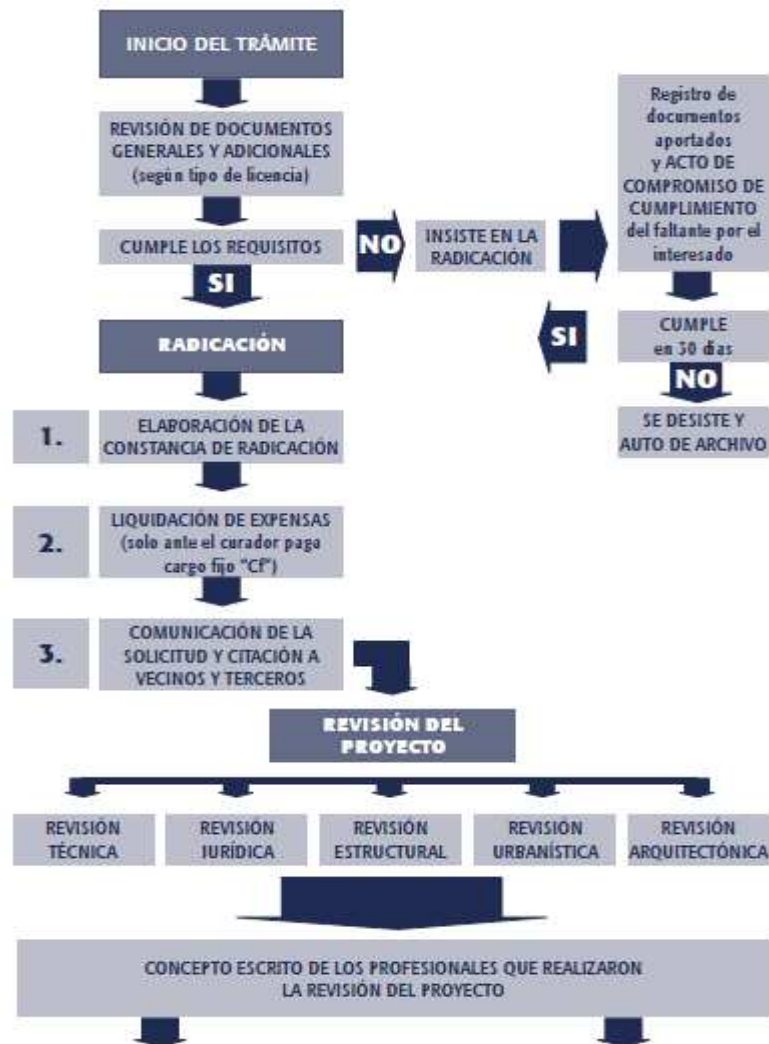 INICIO DEL TRÁMITE
REVISIÓN DE DOCUMENTOS
GENERALES Y ADICIONALES
(según tipo de licencia)
CUMPLE LOS REQUISITOS
NO
INSISTE EN LA
RADICACIÓN
Registro de
documentos
aportados
y ACTO DE
COMPROMISO DE
CUMPLIMIENTO
del faltante por el
interesado
SI
CUMPLE
en 30 días
SI
NO
SE DESISTE Y
AUTO DE ARCHIVO
RADICACIÓN
1.
ELABORACIÓN DE LA
CONSTANCIA DE RADICACIÓN
2.
LIQUIDACIÓN DE EXPENSAS
(solo ante el curador paga
cargo fijo "Cf")
3.
COMUNICACIÓN DE LA
SOLICITUD Y CITACIÓN A
VECINOS Y TERCEROS
REVISIÓN DEL
PROYECTO
REVISIÓN
TÉCNICA
REVISIÓN
JURÍDICA
REVISIÓN
ESTRUCTURAL
REVISIÓN
URBANÍSTICA
REVISIÓN
ARQUITECTÓNICA
CONCEPTO ESCRITO DE LOS PROFESIONALES QUE REALIZARON
LA REVISIÓN DEL PROYECTO